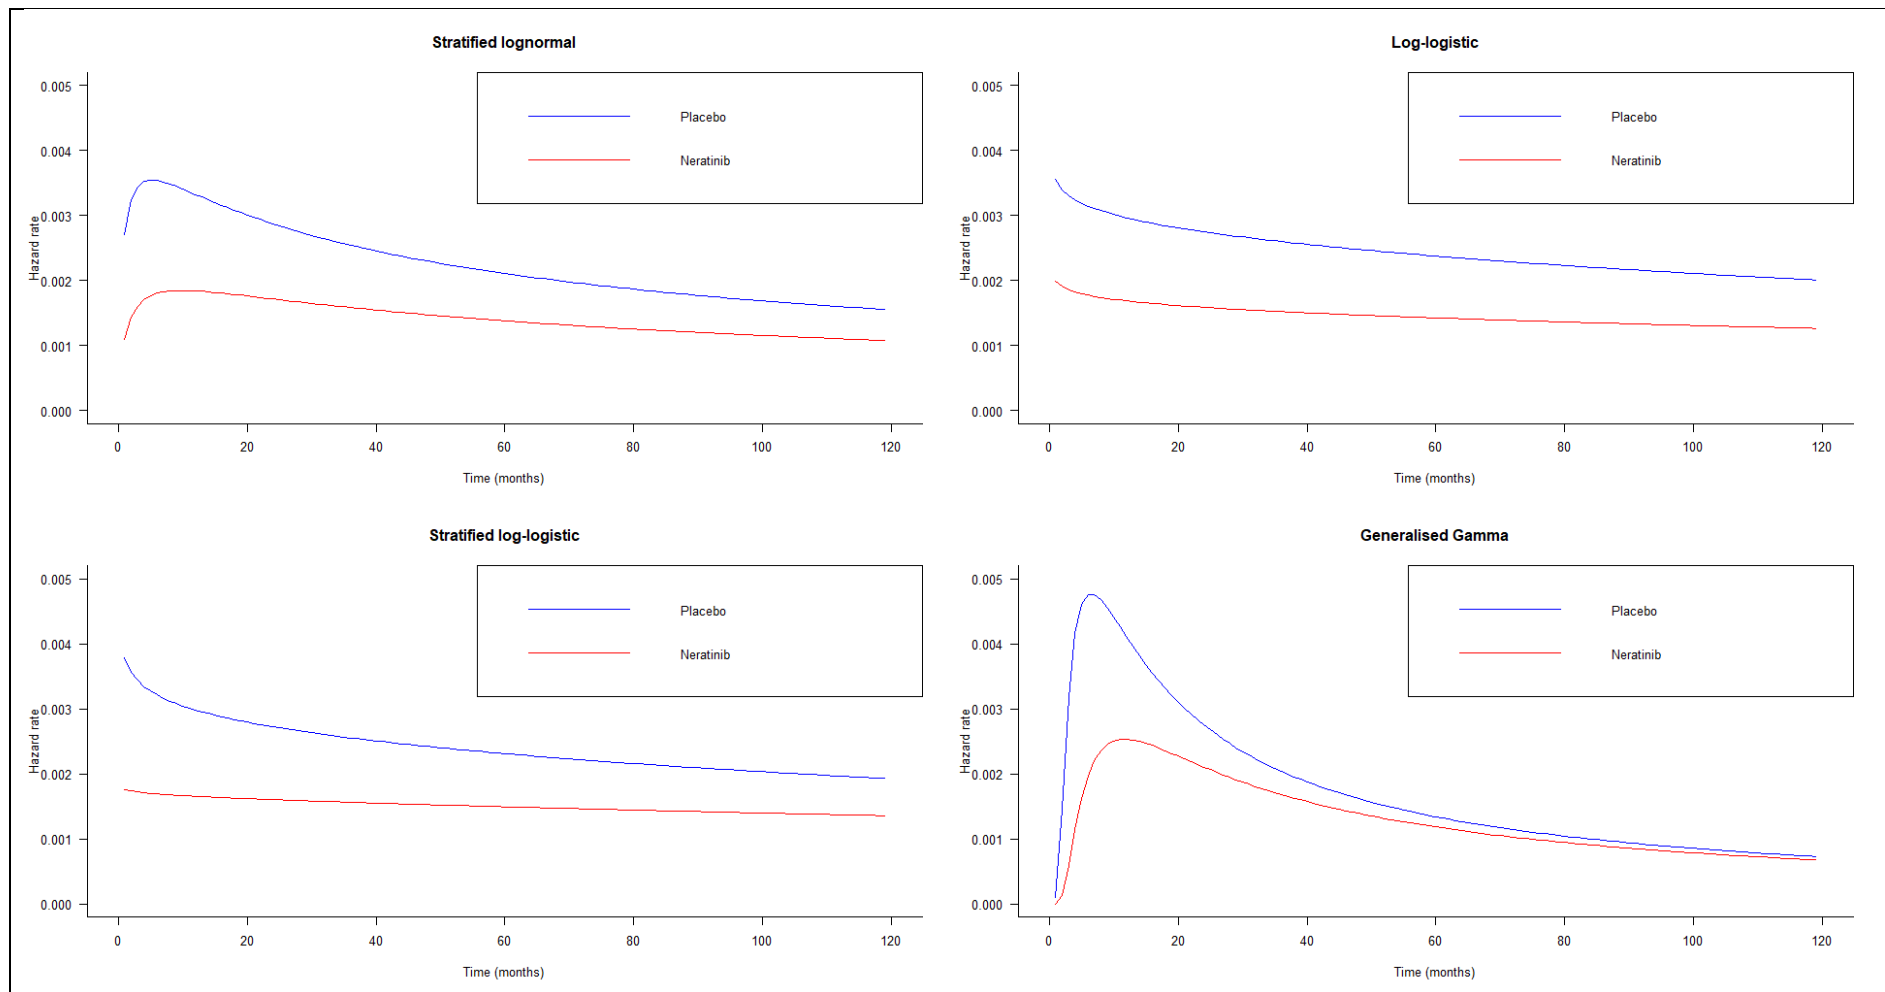 Stratified lognormal
0.005
0.004
0.003
0.002
0.001
0.000
Hazard rate
Placebo
Neratinib
0 20 40 60 80 100 120
Time (months)
Log-logistic
0.005
0.004
0.003
0.002
0.001
0.000
Hazard rate
Placebo
Neratinib
0 20 40 60 80 100 120
Time (months)
Stratified log-logistic
0.005
0.004
0.003
0.002
0.001
0.000
Hazard rate
Placebo
Neratinib
0 20 40 60 80 100 120
Time (months)
Generalised Gamma
0.005
0.004
0.003
0.002
0.001
0.000
Hazard rate
Placebo
Neratinib
0 20 40 60 80 100 120
Time (months)